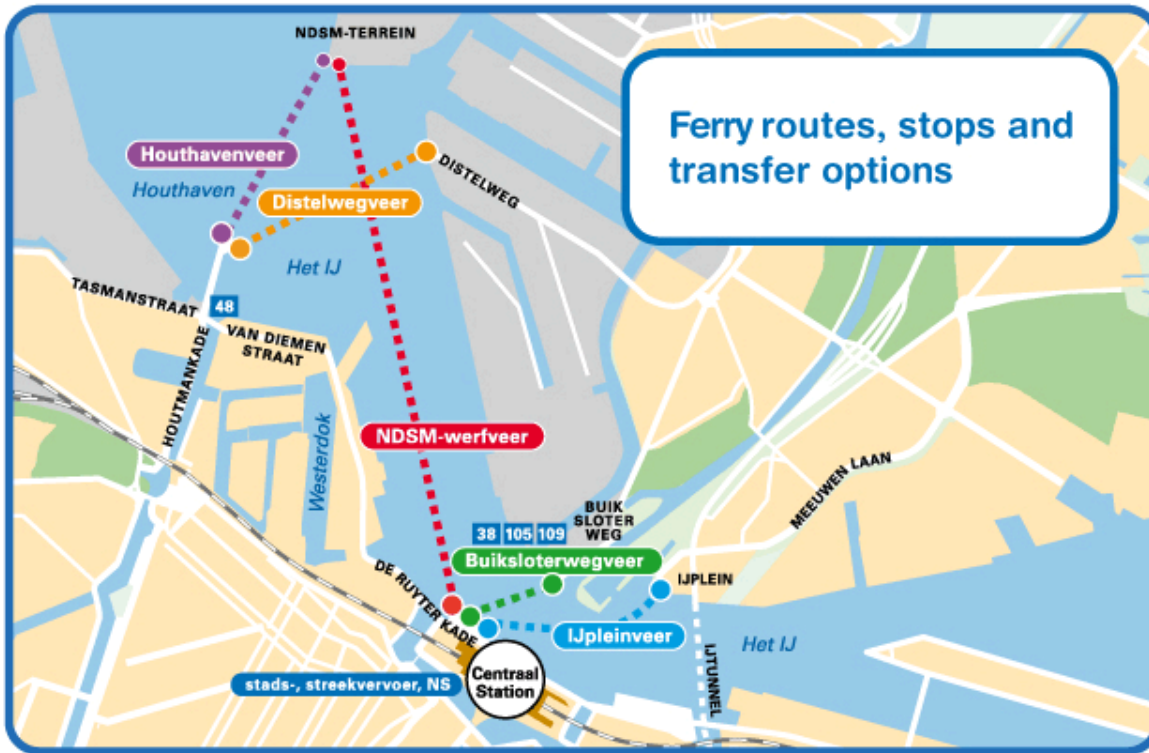 NDSM-TERREIN
Ferry routes, stops and
transfer options
Houthavenveer
DISTELWEG
Houthaven
Distelwegveer
Het IJ
TASMANSTRAAT
48
VAN DIEMEN
STRAAT
HOUTMANKADE
Westerdok
NDSM-werfveer
MEEUWEN LAAN
BUIK
SLOTER
WEG
38 105 109
Buiksloterwegveer
DE RUYTER KADE
IJPLEIN
IJpleinveer
Het IJ
IJTUNNEL
Centraal
Station
stads-, streekvervoer, NS